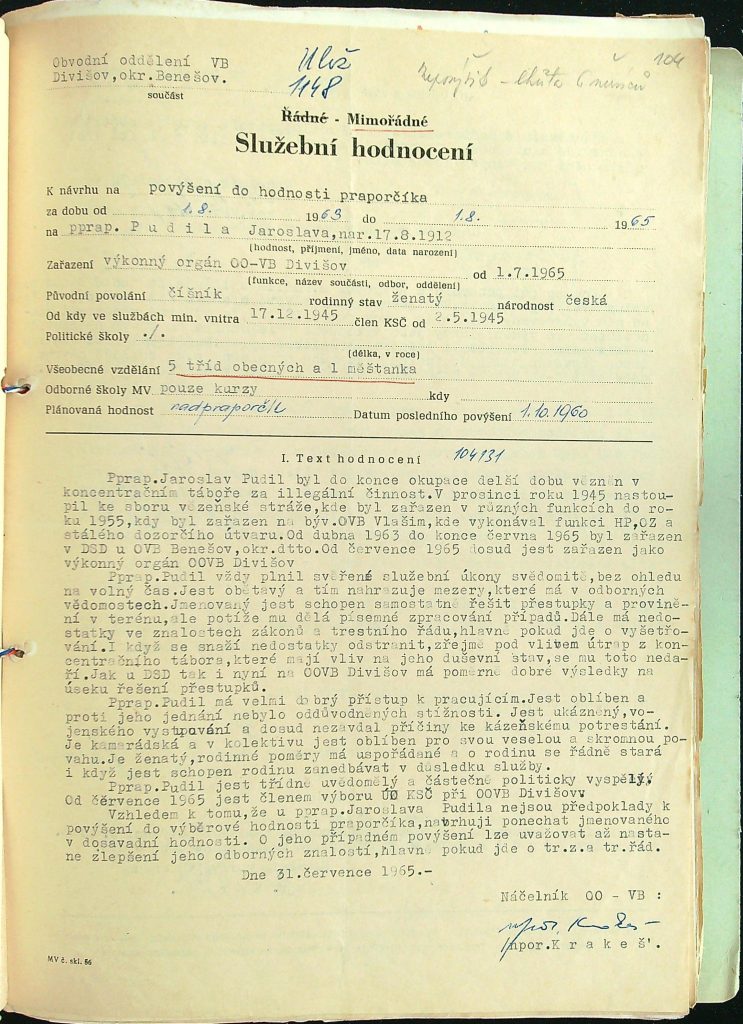 Obvodní oddělení VB
Divišov,okr.Benešov.
součást
Ulož
1148
Nepovýšit - lhůta 6 měsíců
104
Řádné - Mimořádné
Služební hodnocení
K návrhu na povýšení do hodnosti praporčíka
za dobu od 1.8. 1963 do 1.8. 1965
na pprap. P u d i l a Jaroslava,nar.17.8.1912
(hodnost, příjmení, jméno, data narození)
Zařazení výkonný orgán OO-VB Divišov od 1.7.1965
(funkce, název součásti, odbor, oddělení)
Původní povolání číšník rodinný stav ženatý národnost česká
Od kdy ve službách min. vnitra 17.12.1945 člen KSČ od 2.5.1945
Politické školy ./.
(délka, v roce)
Všeobecné vzdělání 5 tříd obecných a 1 měštanka
Odborné školy MV pouze kurzy kdy
Plánovaná hodnost nadpraporčík Datum posledního povýšení 1.10.1960
I. Text hodnocení 104131
Pprap.Jaroslav Pudil byl do konce okupace delší dobu vězněn v
koncentračním táboře za illegální činnost.V prosinci roku 1945 nastou-
pil ke sboru vězeňské stráže,kde byl zařazen v různých funkcích do ro-
ku 1955,kdy byl zařazen na býv.OVB Vlašim,kde vykonával funkci HP,OZ a
stálého dozorčího útvaru.Od dubna 1963 do konce června 1965 byl zařazen
v DSD u OVB Benešov,okr.dtto.Od července 1965 dosud jest zařazen jako
výkonný orgán OOVB Divišov
Pprap.Pudil vždy plnil svěřené služební úkony svědomitě,bez ohledu
na volný čas.Jest obětavý a tím nahrazuje mezery,které má v odborných
vědomostech.Jmenovaný jest schopen samostatně řešit přestupky a provině-
ní v terénu,ale potíže mu dělá písemné zpracování případů.Dále má nedo-
statky ve znalostech zákonů a trestního řádu,hlavně pokud jde o vyšetřo-
vání.I když se snaží nedostatky odstranit,zřejmě pod vlivem útrap z kon-
centračního tábora,které mají vliv na jeho duševní stav,se mu toto neda-
ří.Jak u DSD tak i nyní na OOVB Divišov má poměrně dobré výsledky na
úseku řešení přestupků.
Pprap.Pudil má velmi dobrý přístup k pracujícím.Jest oblíben a
proti jeho jednání nebylo oddůvodněných stížností. Jest ukázněný,vo-
jenského vystupování a dosud nezavdal příčiny ke kázeňskému potrestání.
Je kamarádská a v kolektivu jest oblíben pro svou veselou a skromnou po-
vahu.Je ženatý,rodinné poměry má uspořádané a o rodinu se řádně stará
i když jest schopen rodinu zanedbávat v důsledku služby.
Pprap.Pudil jest třídně uvědomělý a částečně politicky vyspělý,
Od července 1965 jest členem výboru ÚO KSČ při OOVB Divišov.
Vzhledem k tomu,že u pprap.Jaroslava Pudila nejsou předpoklady k
povýšení do výběrové hodnosti praporčíka,navrhuji ponechat jmenovaného
v dosavadní hodnosti. O jeho případném povýšení lze uvažovat až nasta-
ne zlepšení jeho odborných znalostí,hlavně pokud jde o tr.z.a tr.řád.
Dne 31.července 1965.-
Náčelník OO - VB :
npor.K r a k e š .
MV č. skl. 56